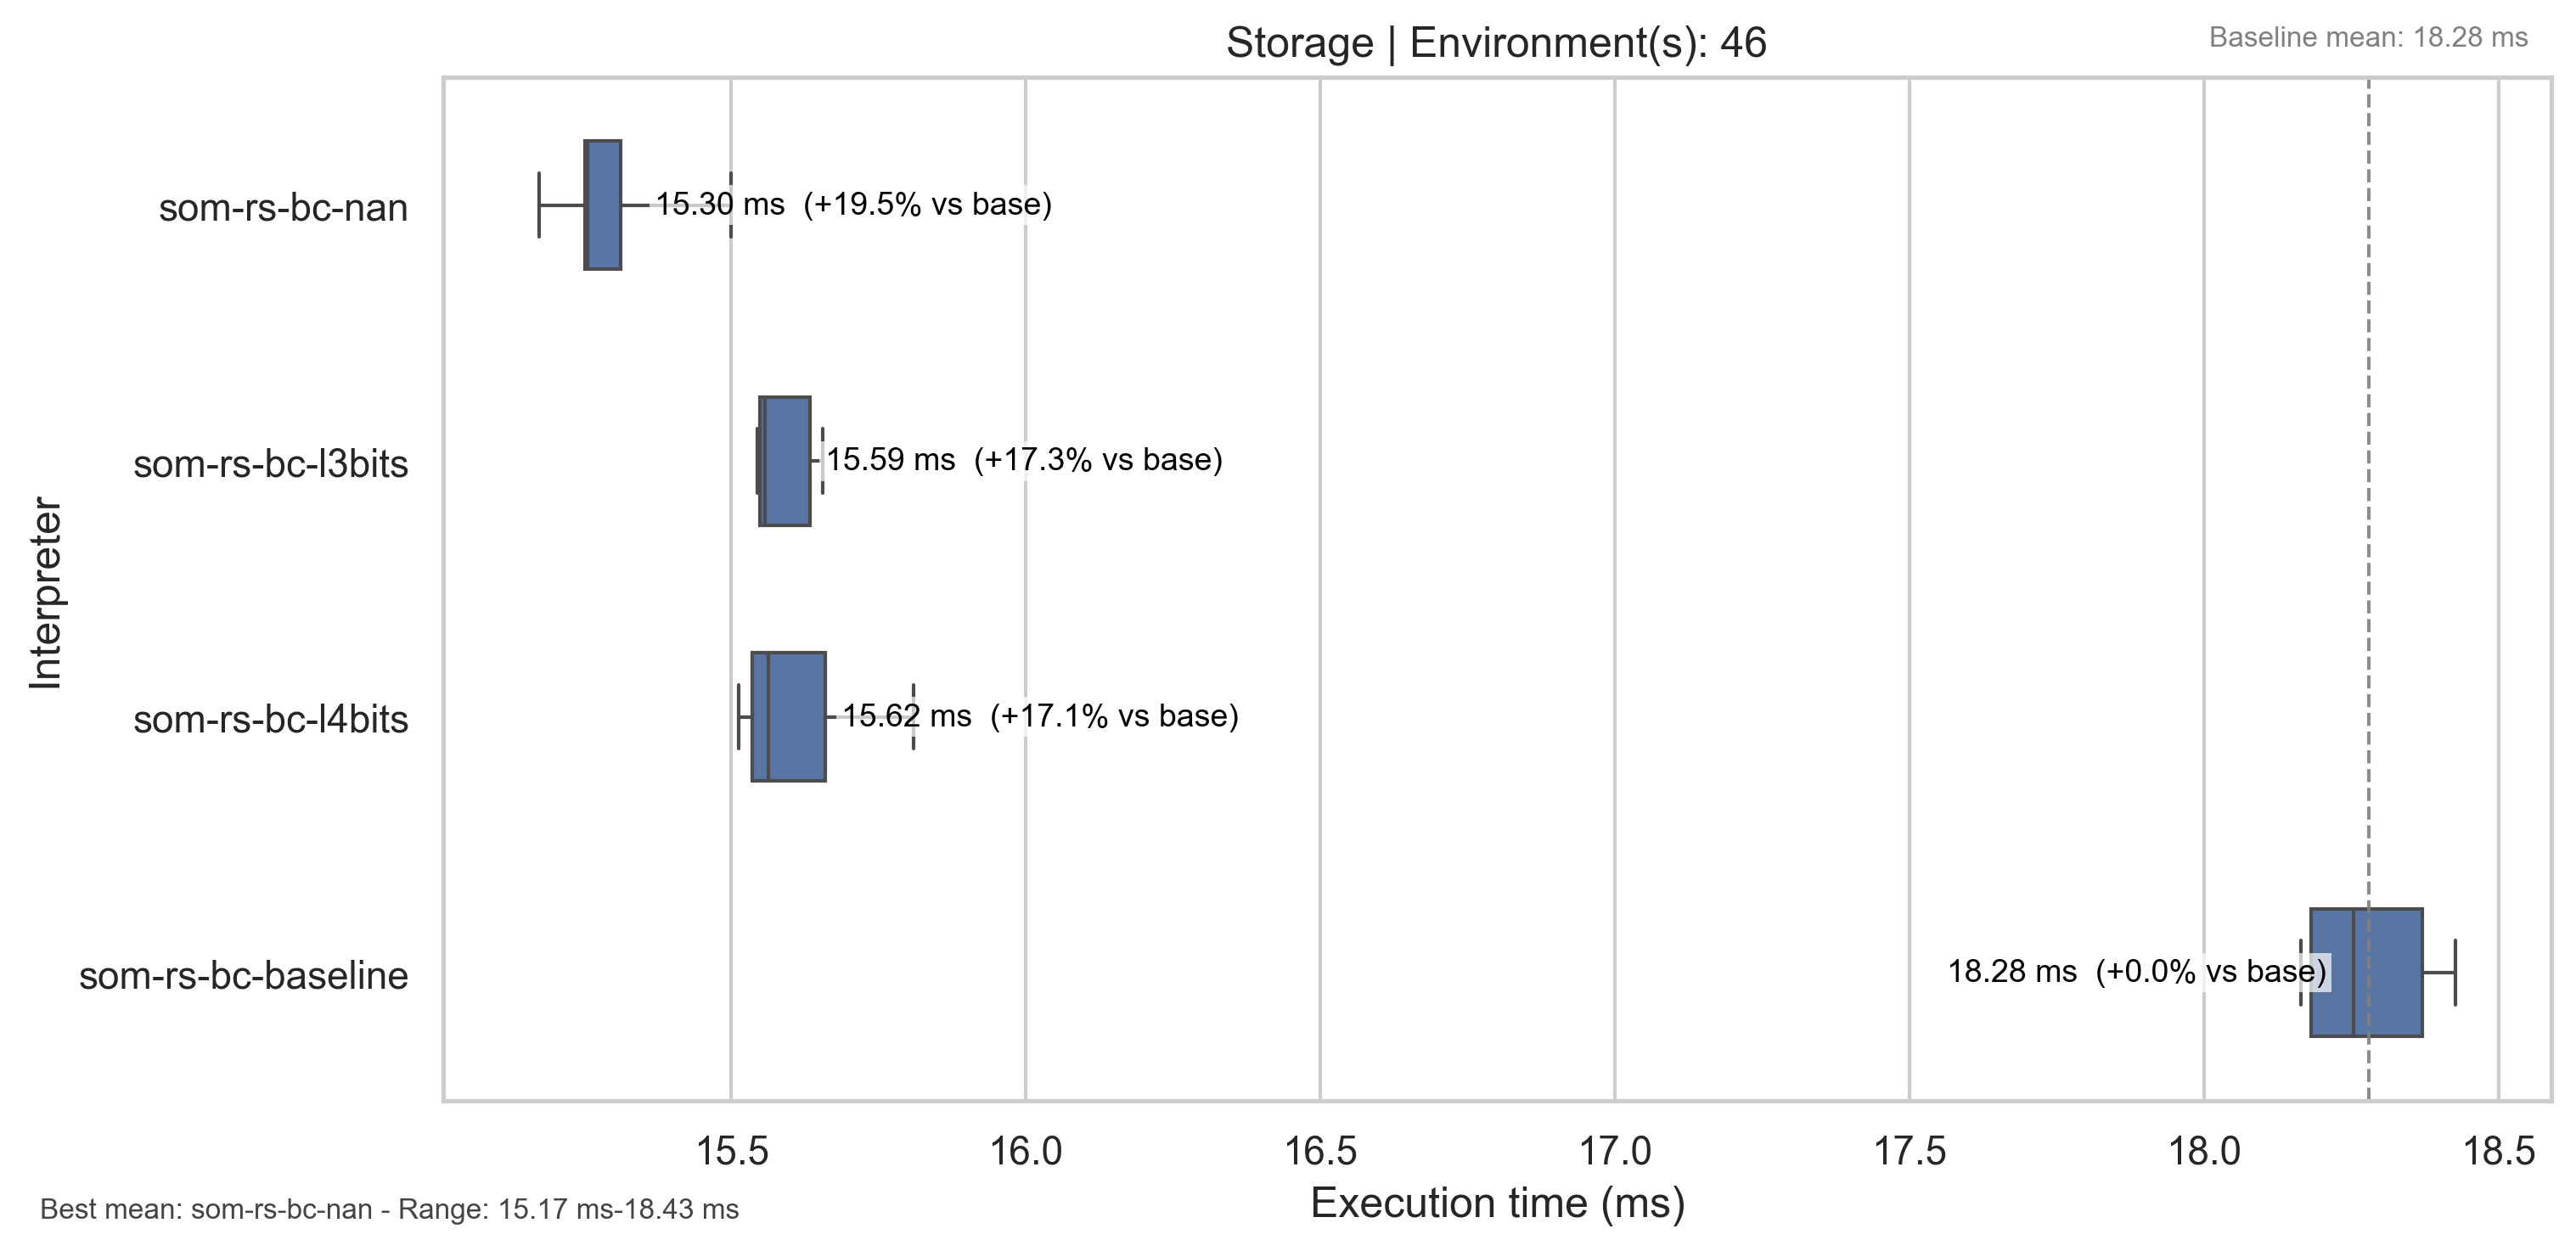 Storage | Environment(s): 46
Baseline mean: 18.28 ms
som-rs-bc-nan
15.30 ms  (+19.5% vs base)
som-rs-bc-l3bits
15.59 ms  (+17.3% vs base)
Interpreter
som-rs-bc-l4bits
15.62 ms  (+17.1% vs base)
som-rs-bc-baseline
18.28 ms  (+0.0% vs base)
15.5 16.0 16.5 17.0 17.5 18.0 18.5
Execution time (ms)
Best mean: som-rs-bc-nan - Range: 15.17 ms-18.43 ms